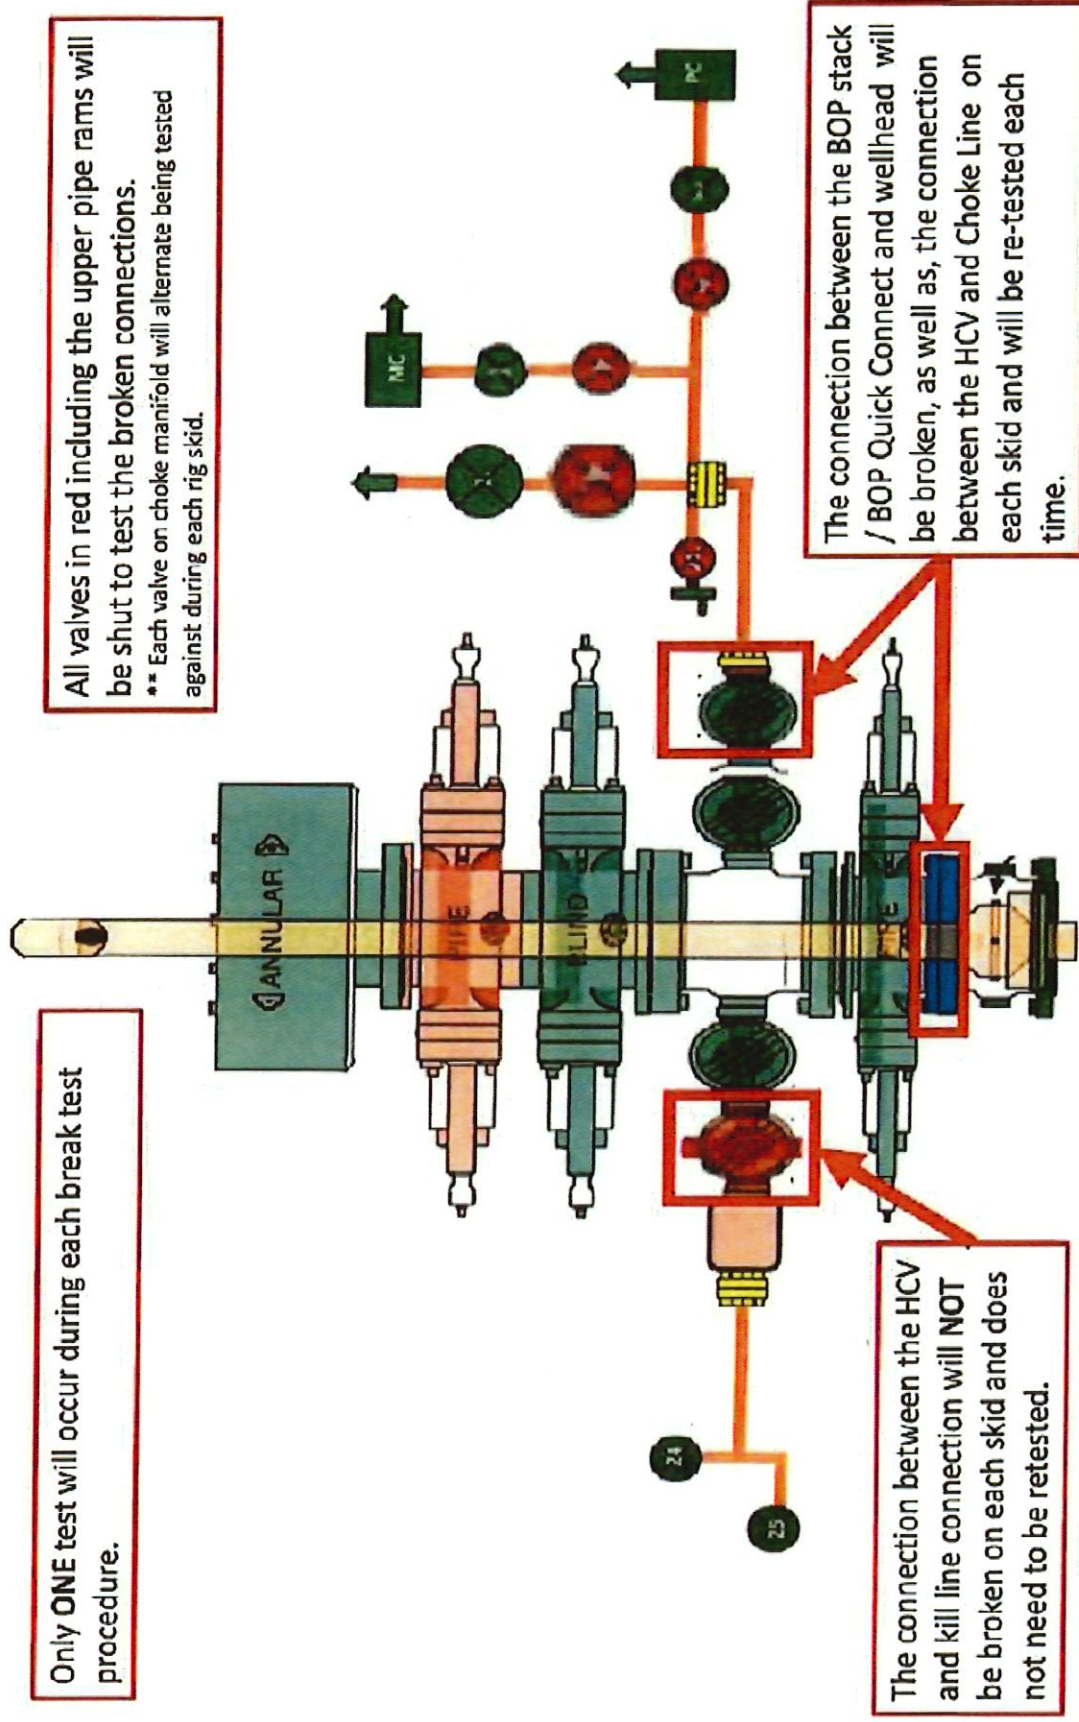 Only ONE test will occur during each break test
procedure.
All valves in red including the upper pipe rams will
be shut to test the broken connections.
** Each valve on choke manifold will alternate being tested
against during each rig skid.
ANNULAR
PIPE
BLIND
PIPE
MC
PC
24
25
The connection between the HCV
and kill line connection will NOT
be broken on each skid and does
not need to be retested.
The connection between the BOP stack
/ BOP Quick Connect and wellhead will
be broken, as well as, the connection
between the HCV and Choke Line on
each skid and will be re-tested each
time.